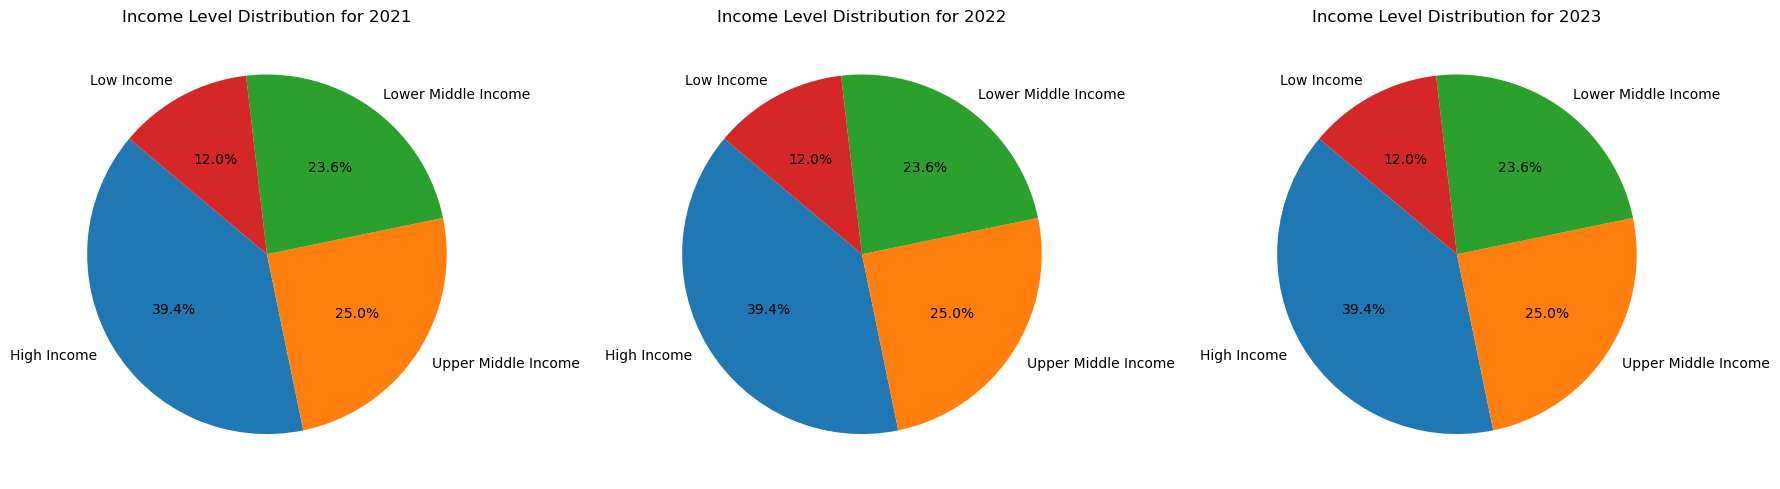 Income Level Distribution for 2021
Low Income
Lower Middle Income
12.0%
23.6%
39.4%
25.0%
High Income
Upper Middle Income
Income Level Distribution for 2022
Low Income
Lower Middle Income
12.0%
23.6%
39.4%
25.0%
High Income
Upper Middle Income
Income Level Distribution for 2023
Low Income
Lower Middle Income
12.0%
23.6%
39.4%
25.0%
High Income
Upper Middle Income